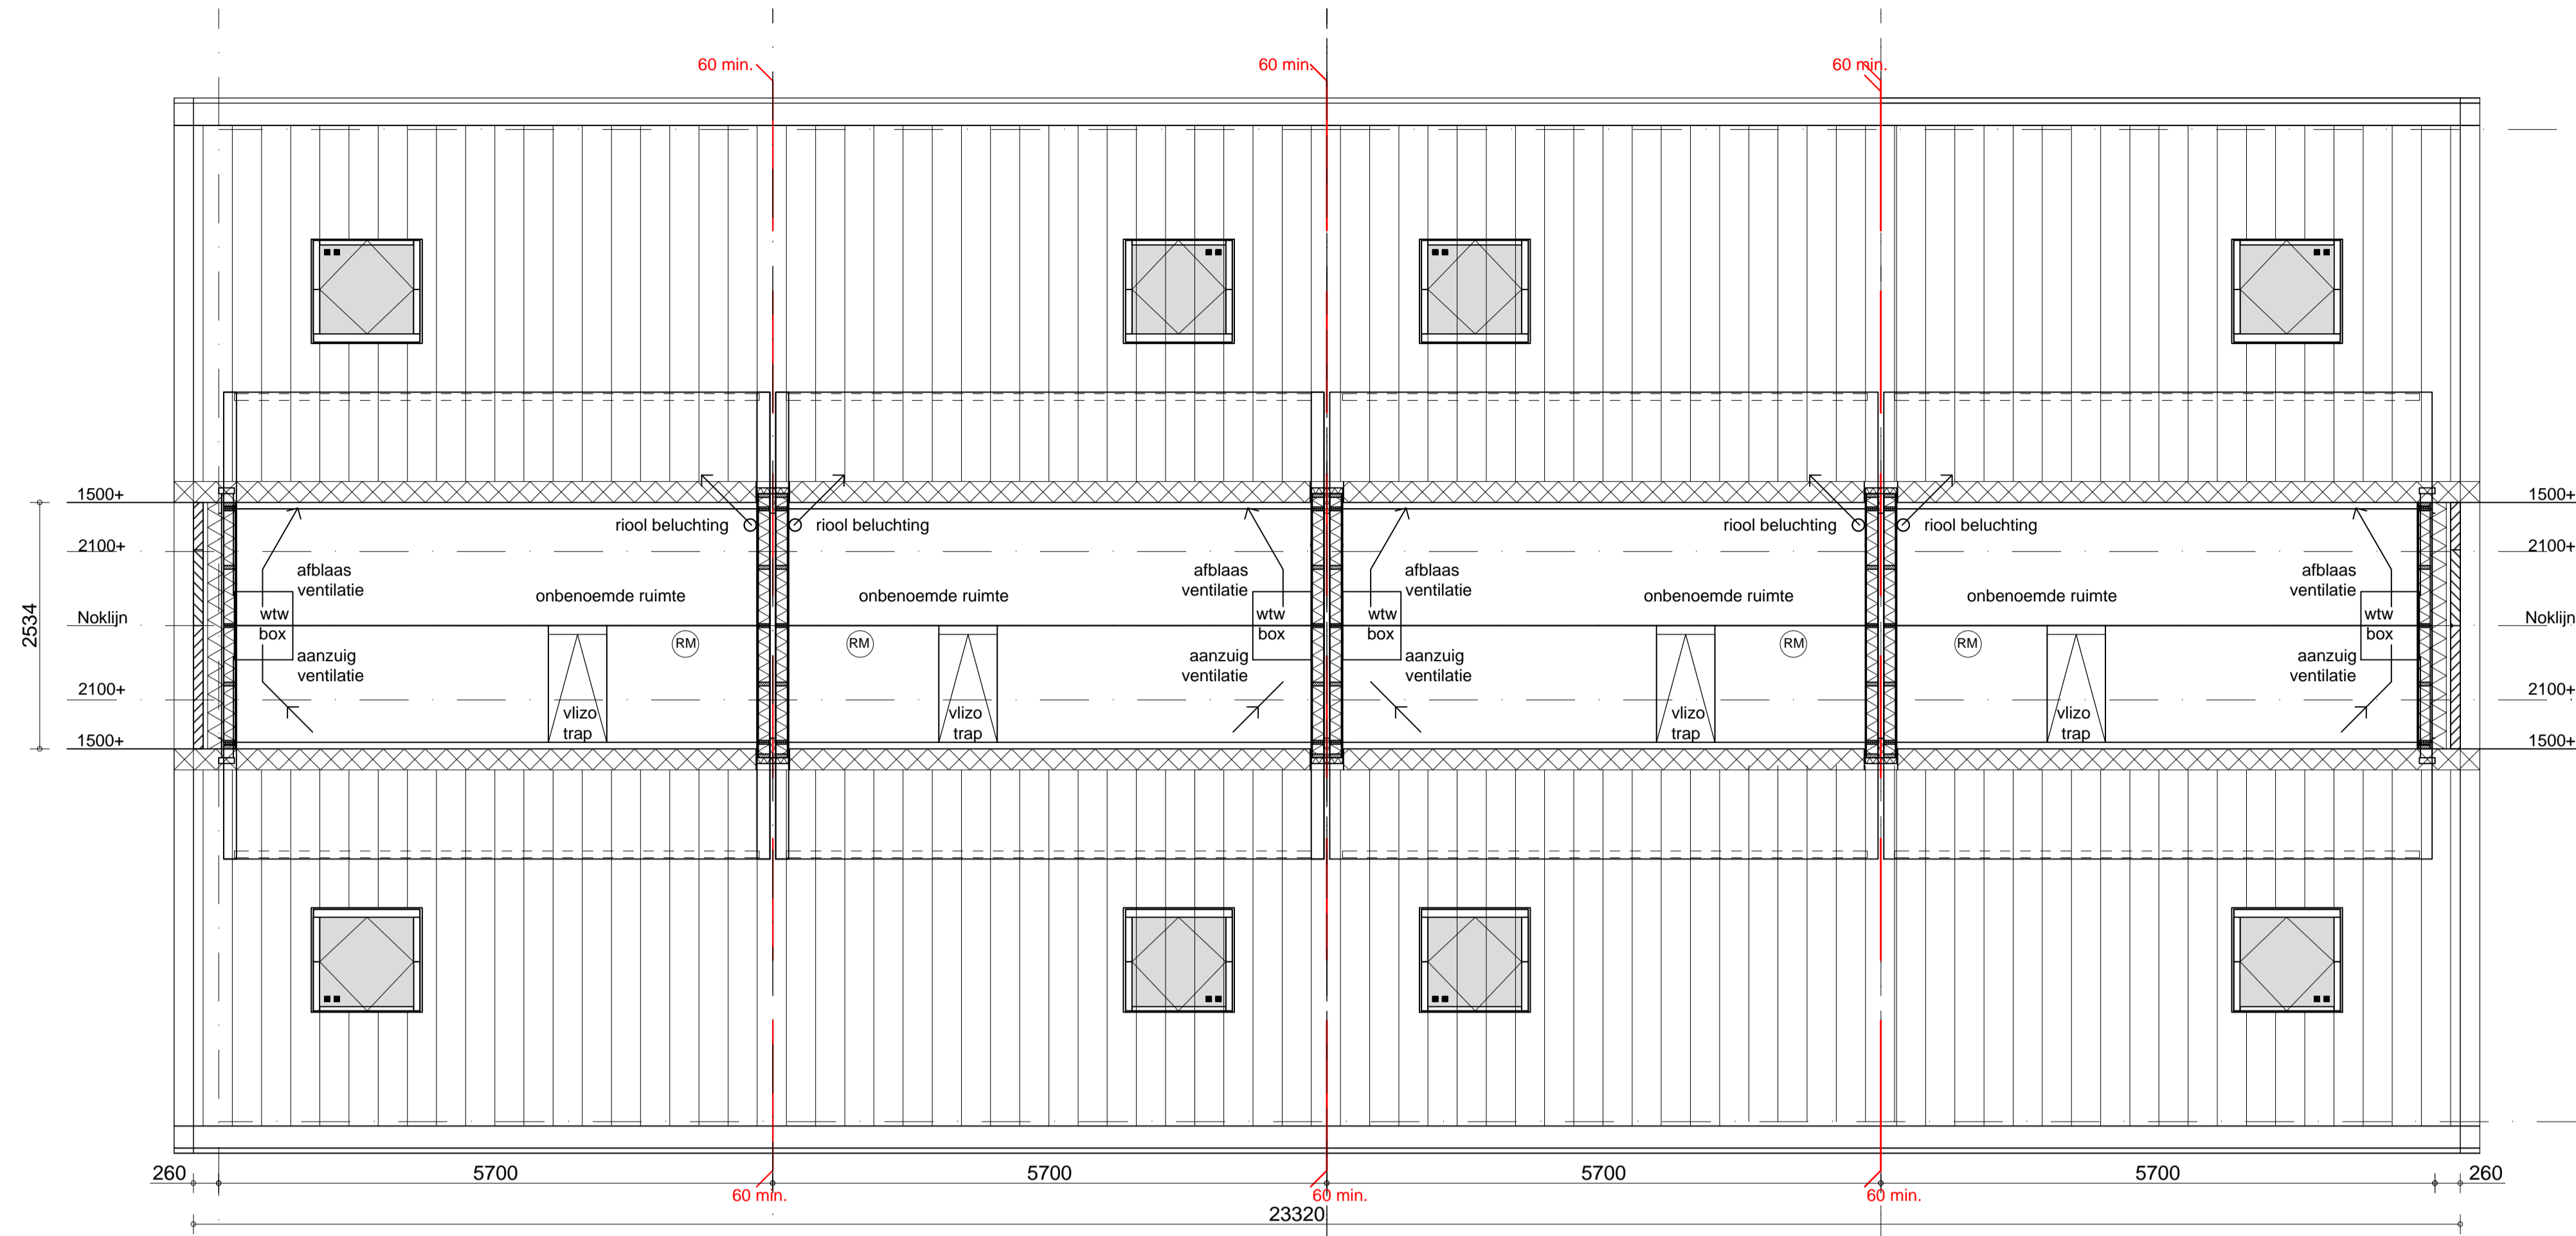 60 min.
60 min.
60 min.
1500+
1500+
riool beluchting
riool beluchting
riool beluchting
riool beluchting
2100+
2100+
afblaas
ventilatie
afblaas
ventilatie
afblaas
ventilatie
afblaas
ventilatie
onbenoemde ruimte
onbenoemde ruimte
onbenoemde ruimte
onbenoemde ruimte
2534
Noklijn
Noklijn
wtw
box
wtw
box
wtw
box
wtw
box
RM
RM
RM
RM
aanzuig
ventilatie
aanzuig
ventilatie
aanzuig
ventilatie
aanzuig
ventilatie
2100+
2100+
vlizo
trap
vlizo
trap
vlizo
trap
vlizo
trap
1500+
1500+
260
5700
5700
5700
5700
260
60 min.
60 min.
60 min.
23320